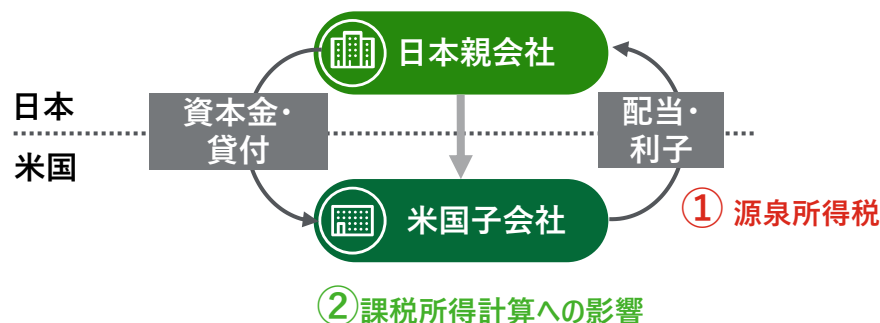 日本親会社
日本
資本金・
貸付
配当・
利子
米国
米国子会社
① 源泉所得税
②課税所得計算への影響